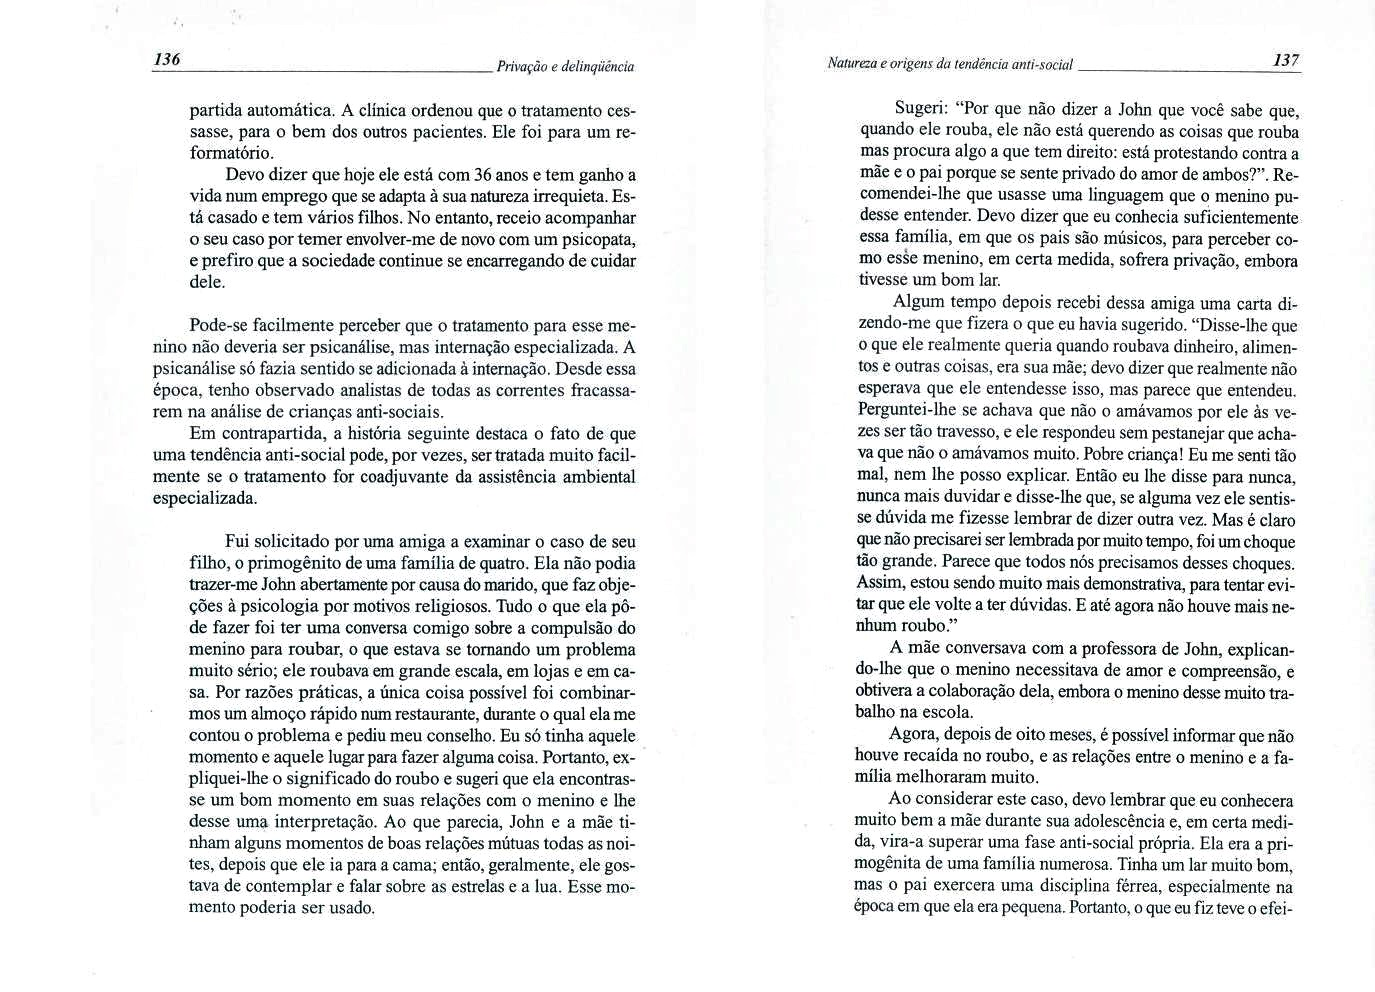 136
Privação e delinqüência
partida automática. A clínica ordenou que o tratamento ces-
sasse, para o bem dos outros pacientes. Ele foi para um re-
formatório.
Devo dizer que hoje ele está com 36 anos e tem ganho a
vida num emprego que se adapta à sua natureza irrequieta. Es-
tá casado e tem vários filhos. No entanto, receio acompanhar
o seu caso por temer envolver-me de novo com um psicopata,
e prefiro que a sociedade continue se encarregando de cuidar
dele.
Pode-se facilmente perceber que o tratamento para esse me-
nino não deveria ser psicanálise, mas internação especializada. A
psicanálise só fazia sentido se adicionada à internação. Desde essa
época, tenho observado analistas de todas as correntes fracassa-
rem na análise de crianças anti-sociais.
Em contrapartida, a história seguinte destaca o fato de que
uma tendência anti-social pode, por vezes, ser tratada muito facil-
mente se o tratamento for coadjuvante da assistência ambiental
especializada.
Fui solicitado por uma amiga a examinar o caso de seu
filho, o primogênito de uma família de quatro. Ela não podia
trazer-me John abertamente por causa do marido, que faz obje-
ções à psicologia por motivos religiosos. Tudo o que ela pô-
de fazer foi ter uma conversa comigo sobre a compulsão do
menino para roubar, o que estava se tornando um problema
muito sério; ele roubava em grande escala, em lojas e em ca-
sa. Por razões práticas, a única coisa possível foi combinar-
mos um almoço rápido num restaurante, durante o qual ela me
contou o problema e pediu meu conselho. Eu só tinha aquele
momento e aquele lugar para fazer alguma coisa. Portanto, ex-
pliquei-lhe o significado do roubo e sugeri que ela encontras-
se um bom momento em suas relações com o menino e lhe
desse uma interpretação. Ao que parecia, John e a mãe ti-
nham alguns momentos de boas relações mútuas todas as noi-
tes, depois que ele ia para a cama; então, geralmente, ele gos-
tava de contemplar e falar sobre as estrelas e a lua. Esse mo-
mento poderia ser usado.
Natureza e origens da tendência anti-social
137
Sugeri: “Por que não dizer a John que você sabe que,
quando ele rouba, ele não está querendo as coisas que rouba
mas procura algo a que tem direito: está protestando contra a
mãe e o pai porque se sente privado do amor de ambos?”. Re-
comendei-lhe que usasse uma linguagem que o menino pu-
desse entender. Devo dizer que eu conhecia suficientemente
essa família, em que os pais são músicos, para perceber co-
mo esse menino, em certa medida, sofrera privação, embora
tivesse um bom lar.
Algum tempo depois recebi dessa amiga uma carta di-
zendo-me que fizera o que eu havia sugerido. “Disse-lhe que
o que ele realmente queria quando roubava dinheiro, alimen-
tos e outras coisas, era sua mãe; devo dizer que realmente não
esperava que ele entendesse isso, mas parece que entendeu.
Perguntei-lhe se achava que não o amávamos por ele às ve-
zes ser tão travesso, e ele respondeu sem pestanejar que acha-
va que não o amávamos muito. Pobre criança! Eu me senti tão
mal, nem lhe posso explicar. Então eu lhe disse para nunca,
nunca mais duvidar e disse-lhe que, se alguma vez ele sentis-
se dúvida me fizesse lembrar de dizer outra vez. Mas é claro
que não precisarei ser lembrada por muito tempo, foi um choque
tão grande. Parece que todos nós precisamos desses choques.
Assim, estou sendo muito mais demonstrativa, para tentar evi-
tar que ele volte a ter dúvidas. E até agora não houve mais ne-
nhum roubo.”
A mãe conversava com a professora de John, explican-
do-lhe que o menino necessitava de amor e compreensão, e
obtivera a colaboração dela, embora o menino desse muito tra-
balho na escola.
Agora, depois de oito meses, é possível informar que não
houve recaída no roubo, e as relações entre o menino e a fa-
mília melhoraram muito.
Ao considerar este caso, devo lembrar que eu conhecera
muito bem a mãe durante sua adolescência e, em certa medi-
da, vira-a superar uma fase anti-social própria. Ela era a pri-
mogênita de uma família numerosa. Tinha um lar muito bom,
mas o pai exercera uma disciplina férrea, especialmente na
época em que ela era pequena. Portanto, o que eu fiz teve o efei-